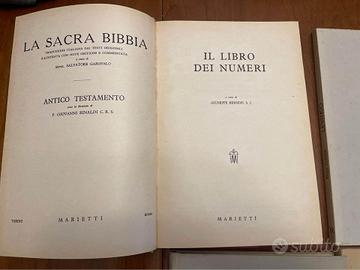 LA SACRA BIBBIA
TRADUZIONE ITALIANA DAI TESTI ORIGINALI
ILLUSTRATA CON NOTE CRITICHE E COMMENTATA
a cura di
Mons. SALVATORE GAROFALO
ANTICO TESTAMENTO
sotto la direzione di
P. GIOVANNI RINALDI C. R. S.
TORINO
MARIETTI
ROMA
IL LIBRO
DEI NUMERI
a cura di
GIUSEPPE
S. I.
MARIETTI
subito